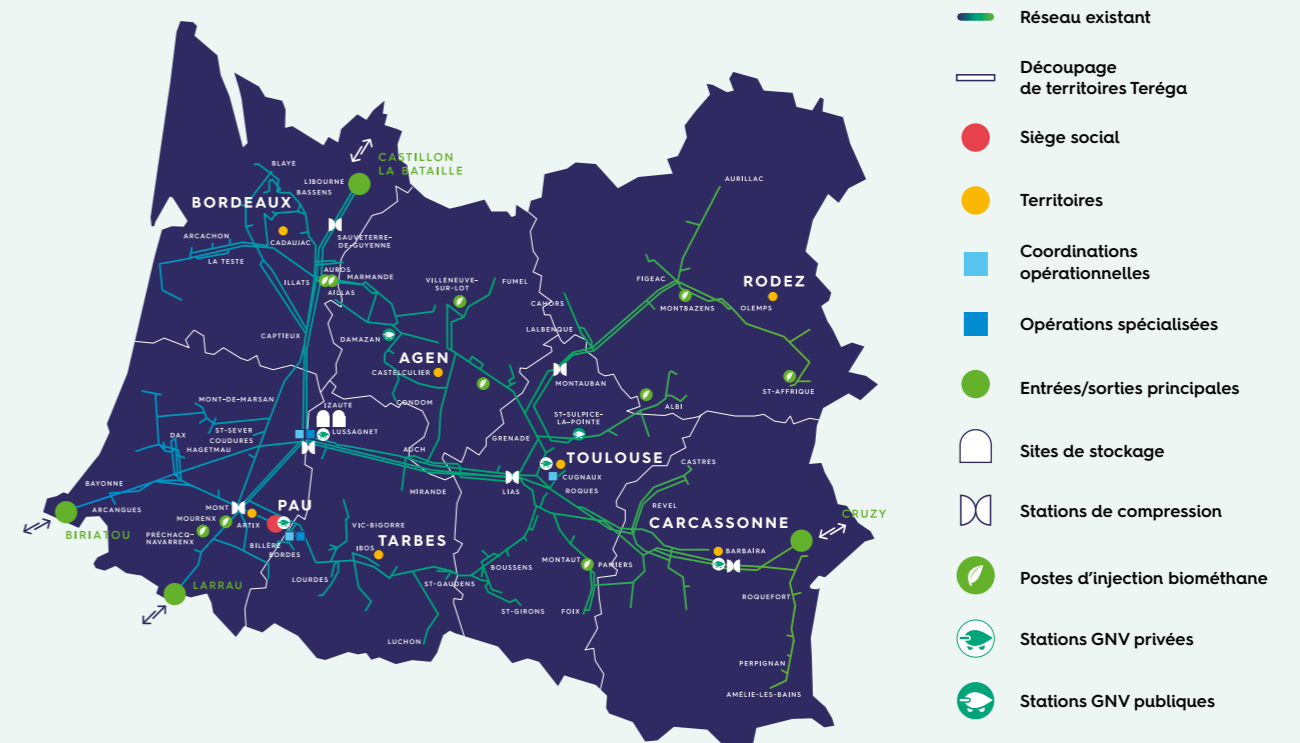 BLAYE
CASTILLON
LA BATAILLE
LIBOURNE
BASSENS
BORDEAUX
ARCACHON
CADAUJAC
SAUVETERRE-
DE-GUYENNE
LA TESTE
AUROS
MARMANDE
ILLATS
AILLAS
VILLENEUVE-
SUR-LOT
FUMEL
CAHORS
LALBENQUE
AURILLAC
FIGEAC
RODEZ
MONTBAZENS
OLEMPS
CAPTIEUX
DAMAZAN
AGEN
CASTELCULIER
MONTAUBAN
ST-AFFRIQUE
MONT-DE-MARSAN
IZAUTE
CONDOM
ALBI
ST-SULPICE-
LA-POINTE
DAX
ST-SEVER
COUDURES
HAGETMAU
LUSSAGNET
GRENADE
AUCH
TOULOUSE
CASTRES
BAYONNE
ARCANGUES
MIRANDE
LIAS
CUGNAUX
ROQUES
BIRIATOU
MONT
PAU
MOURENX
ARTIX
PRÉCHACQ-
NAVARRENX
BILLÈRE
BORDES
VIC-BIGORRE
IBOS
TARBES
REVEL
CARCASSONNE
CRUZY
BARBAÏRA
LARRAU
LOURDES
ST-GAUDENS
BOUSSENS
MONTAUT
PAMIERS
ROQUEFORT
ST-GIRONS
FOIX
LUCHON
PERPIGNAN
AMÉLIE-LES-BAINS
Réseau existant
Découpage
de territoires Teréga
Siège social
Territoires
Coordinations
opérationnelles
Opérations spécialisées
Entrées/sorties principales
Sites de stockage
Stations de compression
Postes d'injection biométhane
Stations GNV privées
Stations GNV publiques